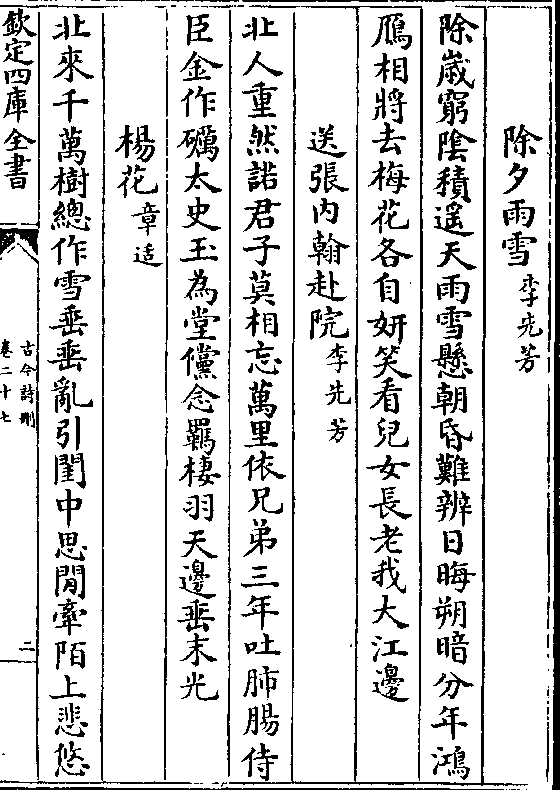 除夕雨雪李先芳
除歲窮陰積遥天雨雪懸朝昏難辨日晦朔暗分年鴻
鴈相將去梅花各自妍笑看兒女長老我大江邊
送張内翰赴院李先芳
北人重然諾君子莫相忘萬里依兄弟三年吐肺腸侍
臣金作礪太史玉為堂儻念羈棲羽天邊垂末光
楊花章适
北來千萬樹總作雪垂垂亂引閨中思閒牽陌上悲悠
欽定四庫全書
古今詩刪
卷二十七
二